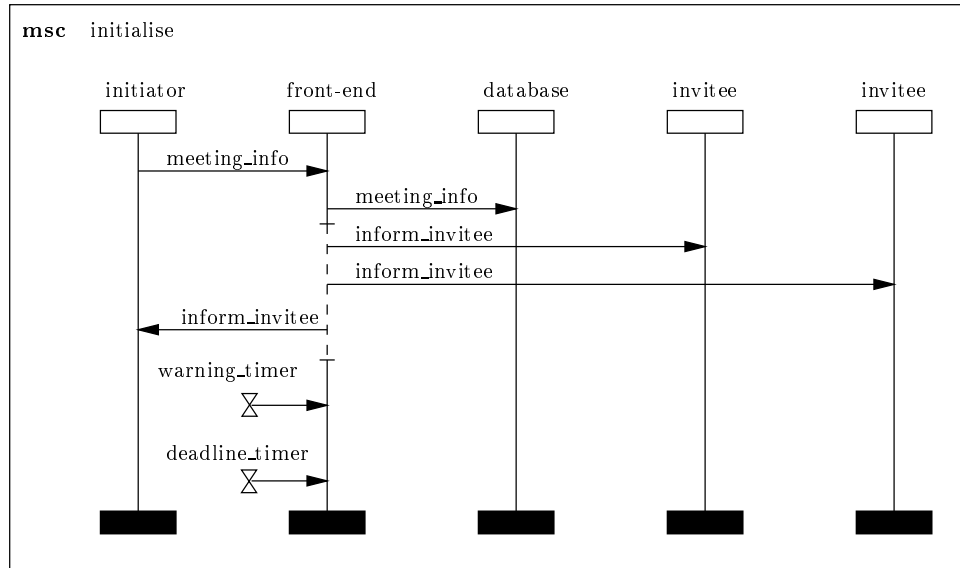 msc initialise
initiator front-end database invitee invitee
meeting_info
meeting_info
inform_invitee
inform_invitee
inform_invitee
warning_timer
deadline_timer